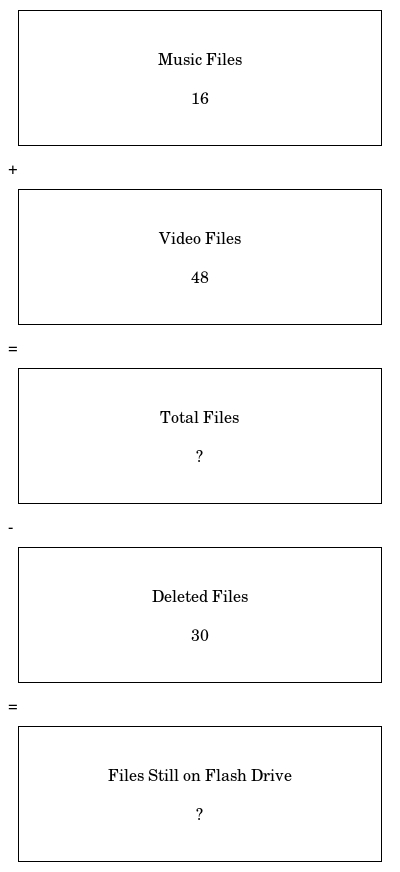 Music Files
16
+
Video Files
48
=
Total Files
?
-
Deleted Files
30
=
Files Still on Flash Drive
?